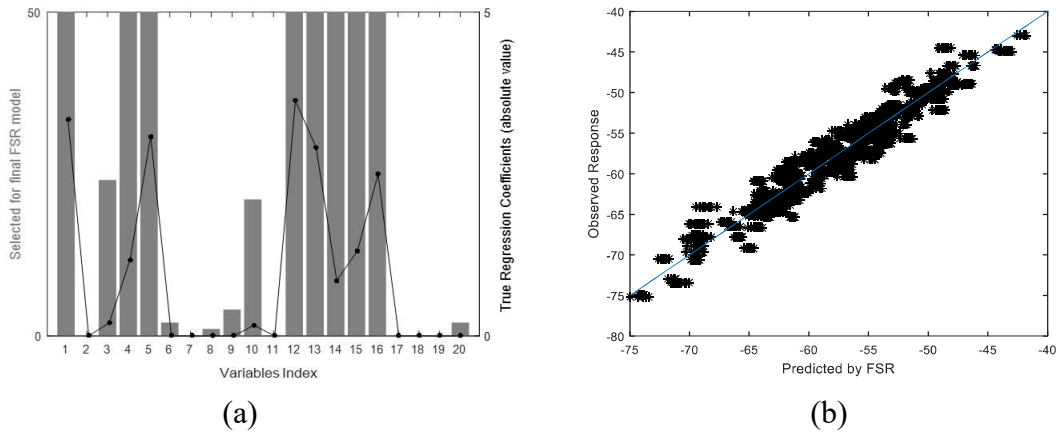 50
0
Selected for final FSR model
5
0
True Regression Coefficients (absolute value)
1 2 3 4 5 6 7 8 9 10 11 12 13 14 15 16 17 18 19 20
Variables Index
(a)
-40
-45
-50
-55
-60
-65
-70
-75
-80
Observed Response
-75 -70 -65 -60 -55 -50 -45 -40
Predicted by FSR
(b)